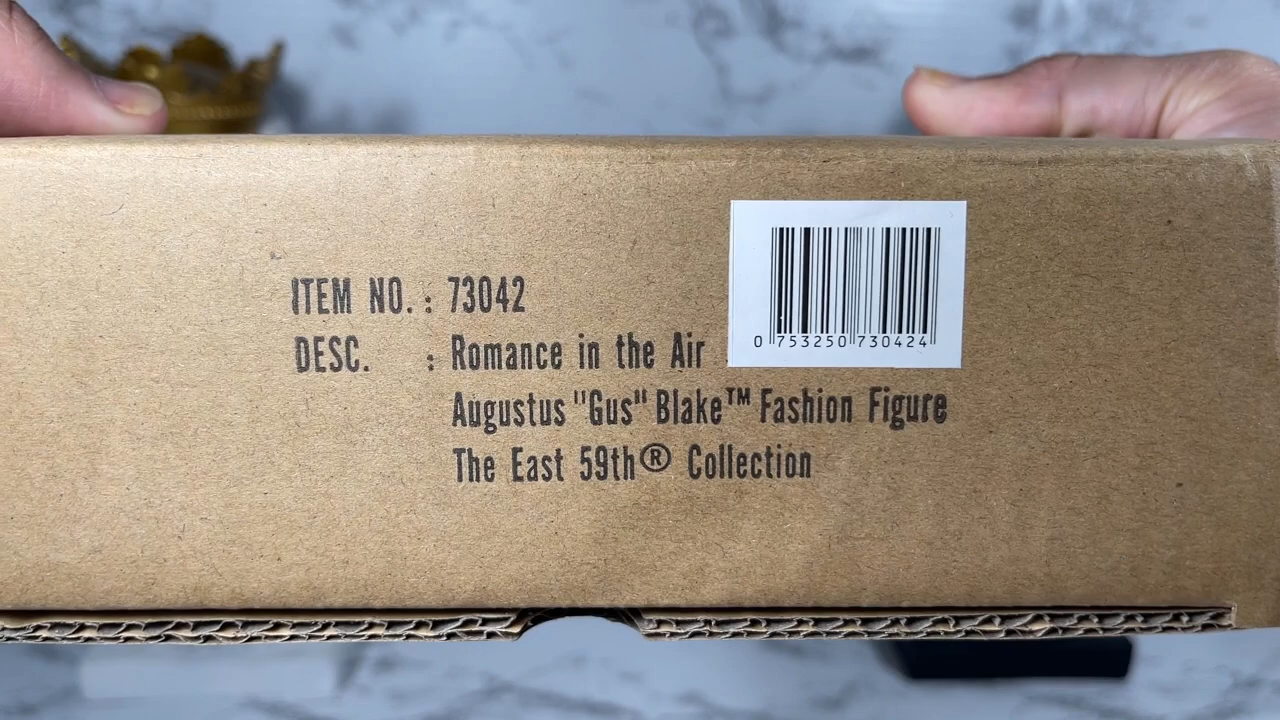 ITEM NO. : 73042
DESC. : Romance in the Air
Augustus "Gus" Blake™ Fashion Figure
The East 59th® Collection
0 753250 730424